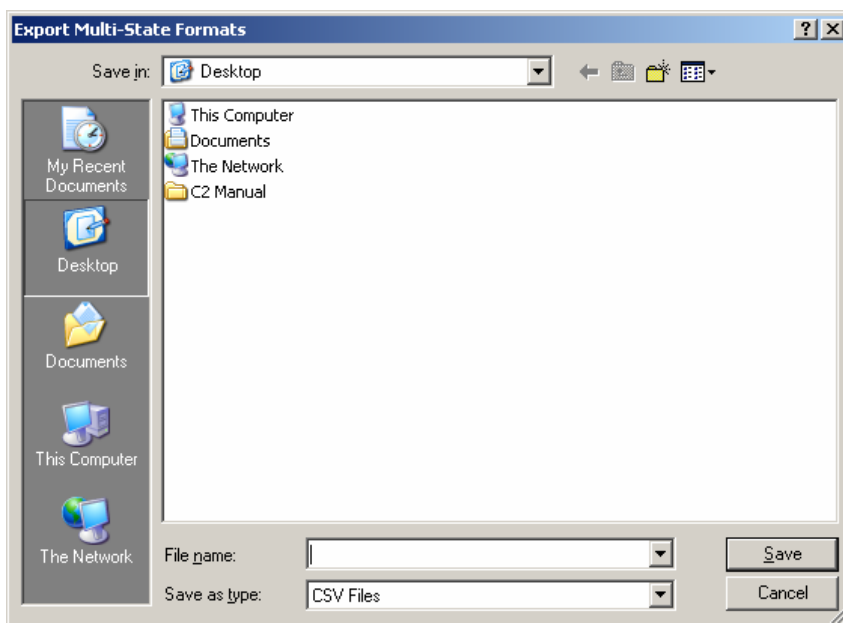 Export Multi-State Formats
Save in: Desktop
My Recent
Documents
Desktop
Documents
This Computer
The Network
This Computer
Documents
The Network
C2 Manual
File name:
Save
Save as type: CSV Files
Cancel